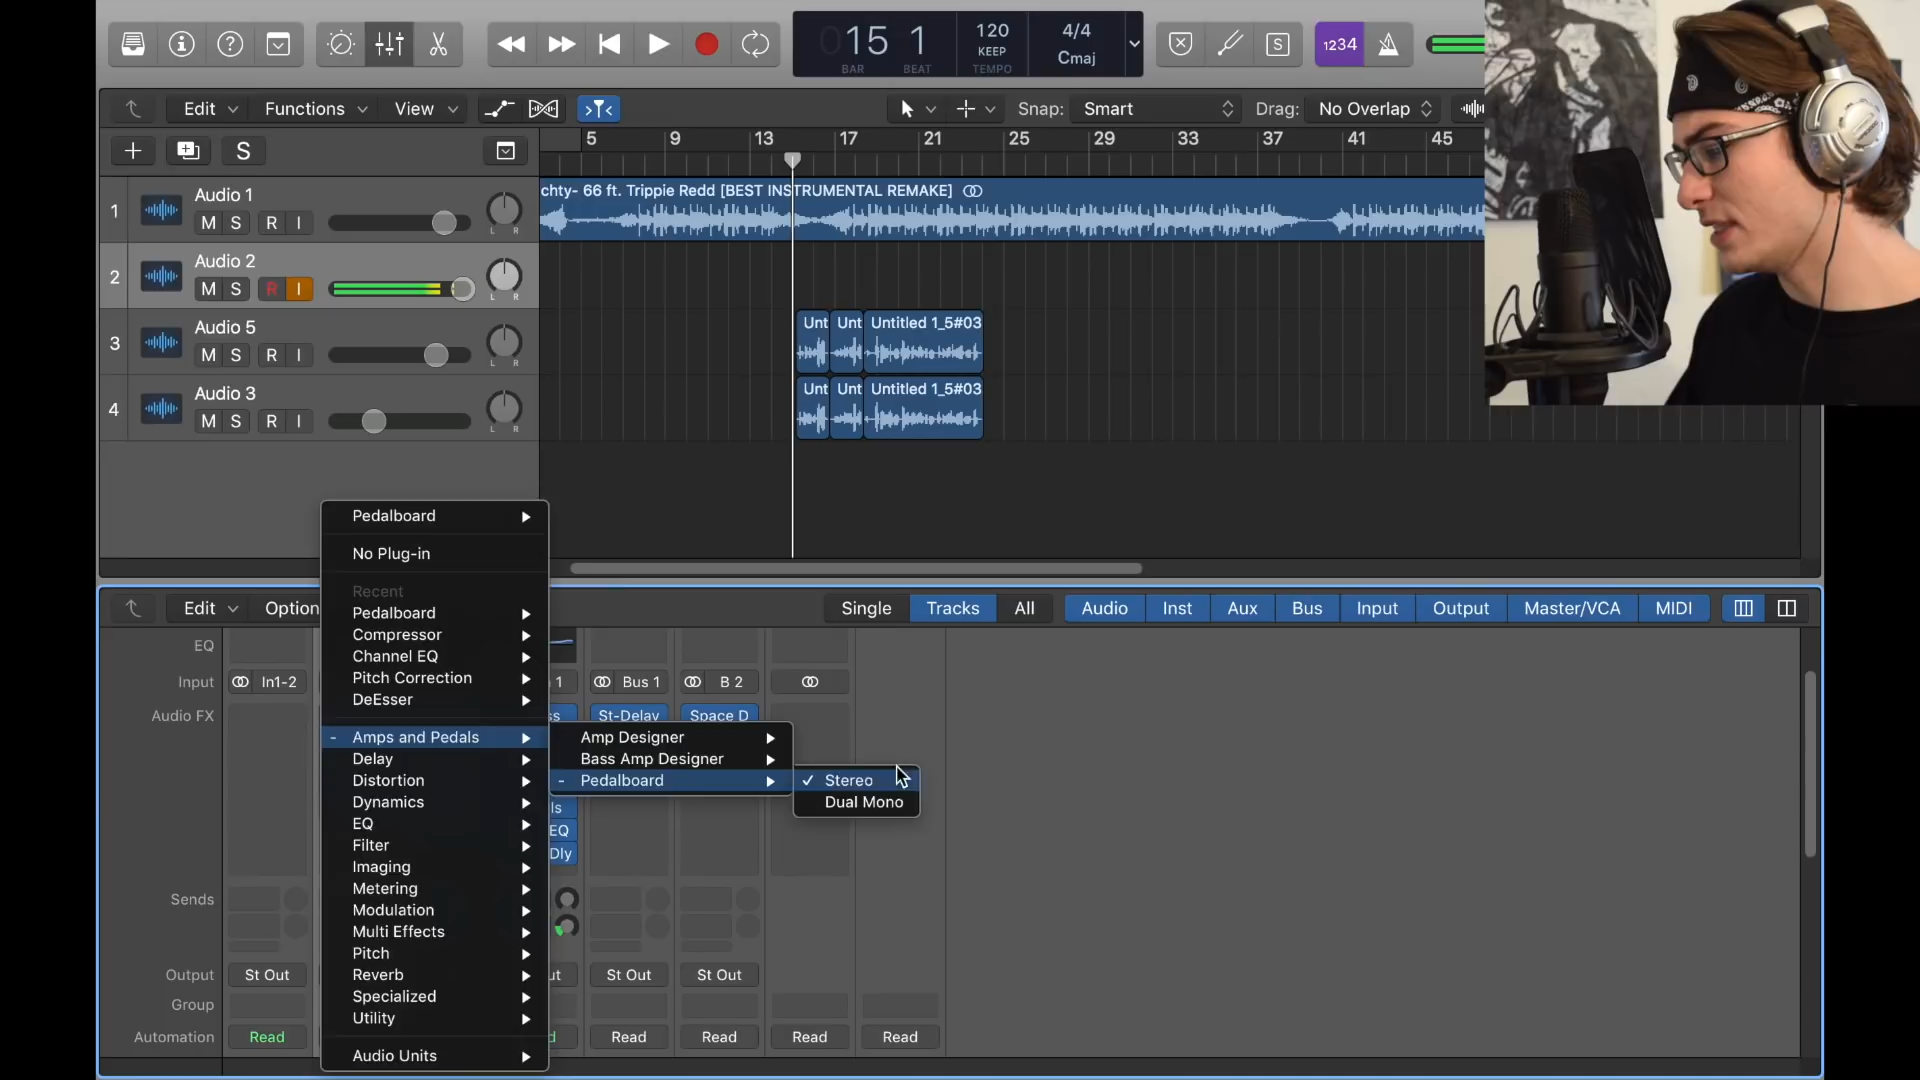 15 1
BAR BEAT
120
KEEP
TEMPO
4/4
Cmaj
S
1234
Edit
Functions
View
Snap: Smart
Drag: No Overlap
S
5 9 13 17 21 25 29 33 37 41 45
1
Audio 1
M S R I
L R
chty- 66 ft. Trippie Redd [BEST INSTRUMENTAL REMAKE]
2
Audio 2
M S R I
L R
3
Audio 5
M S R I
L R
Unt Unt Untitled 1_5#03
4
Audio 3
M S R I
L R
Unt Unt Untitled 1_5#03
Edit
Option
Single Tracks All
Audio Inst Aux Bus Input Output Master/VCA MIDI
EQ
Input
In1-2
1
Bus 1
B 2
Audio FX
ss
St-Delay
Space D
ls
EQ
Dly
Sends
Output
St Out
ut
St Out
St Out
Group
Automation
Read
d
Read
Read
Read
Read
Pedalboard
No Plug-in
Recent
Pedalboard
Compressor
Channel EQ
Pitch Correction
DeEsser
- Amps and Pedals
Delay
Distortion
Dynamics
EQ
Filter
Imaging
Metering
Modulation
Multi Effects
Pitch
Reverb
Specialized
Utility
Audio Units
Amp Designer
Bass Amp Designer
- Pedalboard
✓ Stereo
Dual Mono